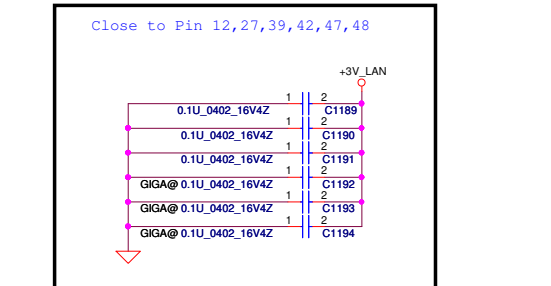 Close to Pin 12,27,39,42,47,48
+3V_LAN
1 2
0.1U_0402_16V4Z C1189
1 2
0.1U_0402_16V4Z C1190
1 2
0.1U_0402_16V4Z C1191
1 2
GIGA@ 0.1U_0402_16V4Z C1192
1 2
GIGA@ 0.1U_0402_16V4Z C1193
1 2
GIGA@ 0.1U_0402_16V4Z C1194